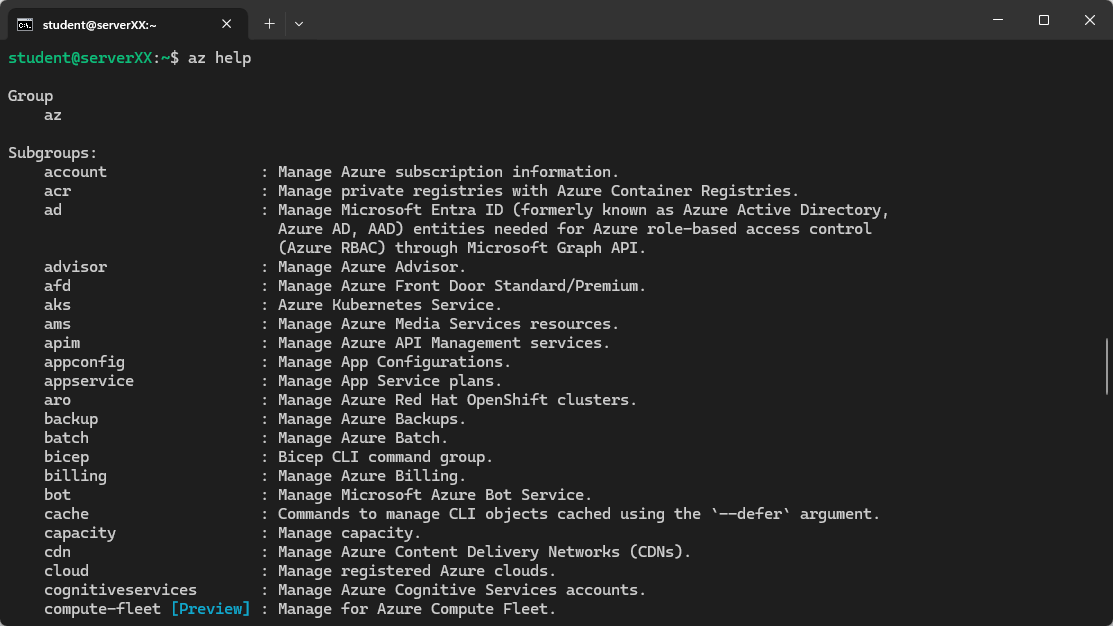 student@serverXX:~
student@serverXX:~$ az help
Group
az
Subgroups:
account : Manage Azure subscription information.
acr : Manage private registries with Azure Container Registries.
ad : Manage Microsoft Entra ID (formerly known as Azure Active Directory,
Azure AD, AAD) entities needed for Azure role-based access control
(Azure RBAC) through Microsoft Graph API.
advisor : Manage Azure Advisor.
afd : Manage Azure Front Door Standard/Premium.
aks : Azure Kubernetes Service.
ams : Manage Azure Media Services resources.
apim : Manage Azure API Management services.
appconfig : Manage App Configurations.
appservice : Manage App Service plans.
aro : Manage Azure Red Hat OpenShift clusters.
backup : Manage Azure Backups.
batch : Manage Azure Batch.
bicep : Bicep CLI command group.
billing : Manage Azure Billing.
bot : Manage Microsoft Azure Bot Service.
cache : Commands to manage CLI objects cached using the `--defer` argument.
capacity : Manage capacity.
cdn : Manage Azure Content Delivery Networks (CDNs).
cloud : Manage registered Azure clouds.
cognitiveservices : Manage Azure Cognitive Services accounts.
compute-fleet [Preview] : Manage for Azure Compute Fleet.